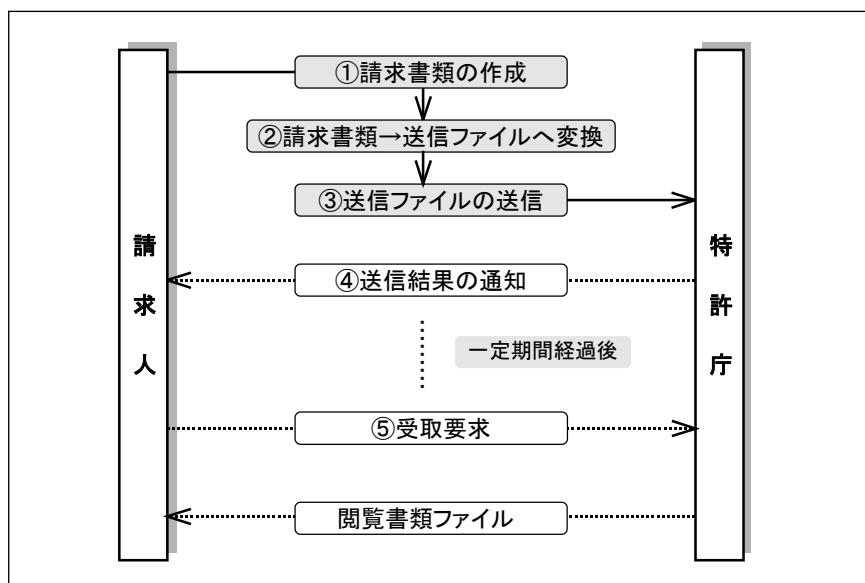 ①請求書類の作成
②請求書類→送信ファイルへ変換
③送信ファイルの送信
請求人
特許庁
④送信結果の通知
一定期間経過後
⑤受取要求
閲覧書類ファイル